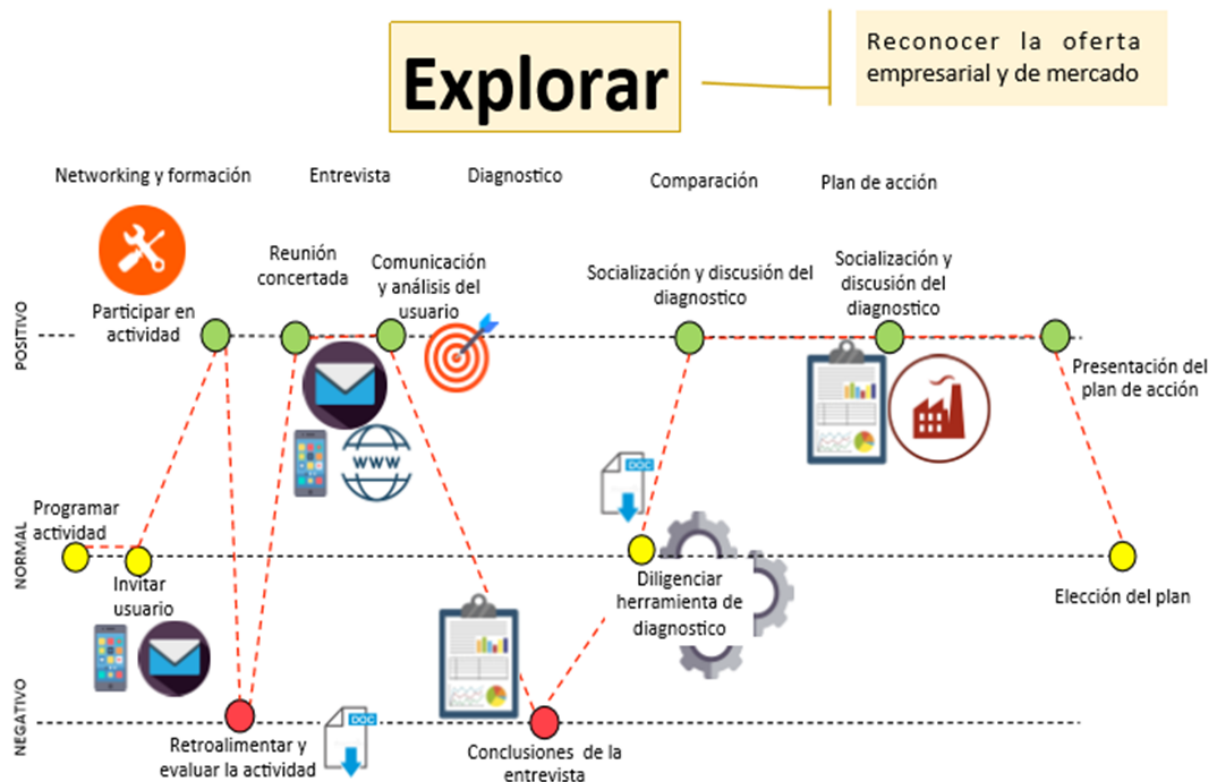 Explorar
Reconocer la oferta
empresarial y de mercado
Networking y formación
Entrevista
Diagnostico
Comparación
Plan de acción
Participar en
actividad
Reunión
concertada
Comunicación
y análisis del
usuario
Socialización y discusión del
diagnostico
Socialización y
discusión del
diagnostico
POSITIVO
Presentación del
plan de acción
WWW
DOC
Programar
actividad
NORMAL
Invitar
usuario
Diligenciar
herramienta de
diagnostico
Elección del plan
NEGATIVO
Retroalimentar y
evaluar la actividad
DOC
Conclusiones de la
entrevista